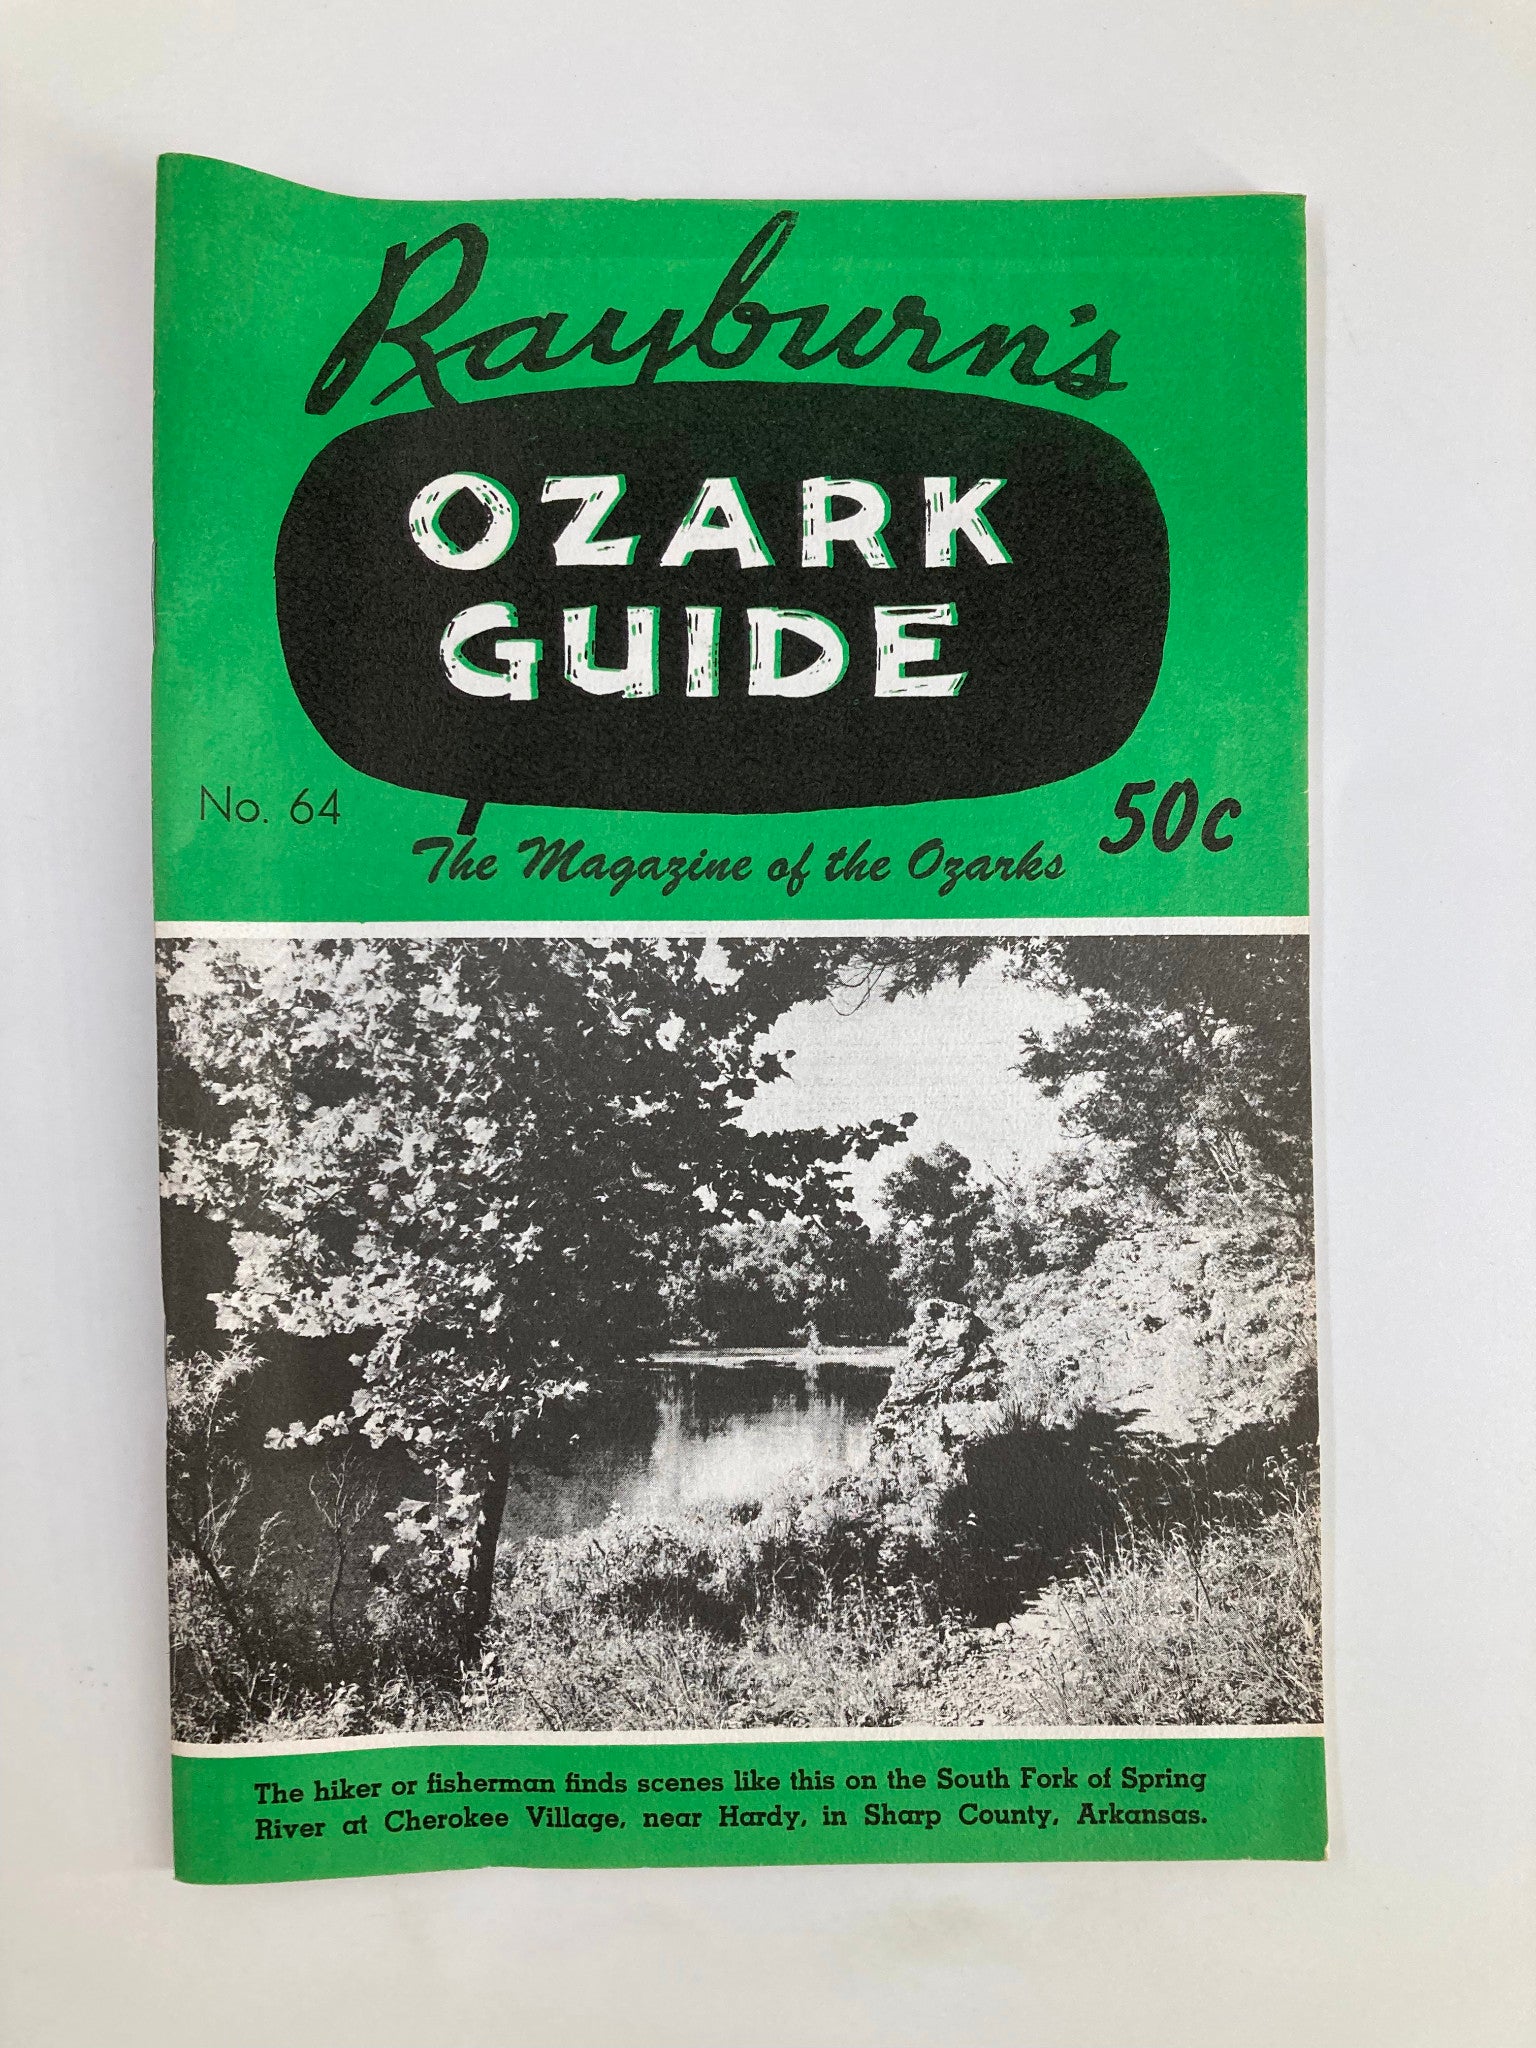 Rayburn's
OZARK
GUIDE
No. 64
50c
The Magazine of the Ozarks
The hiker or fisherman finds scenes like this on the South Fork of Spring
River at Cherokee Village, near Hardy, in Sharp County, Arkansas.